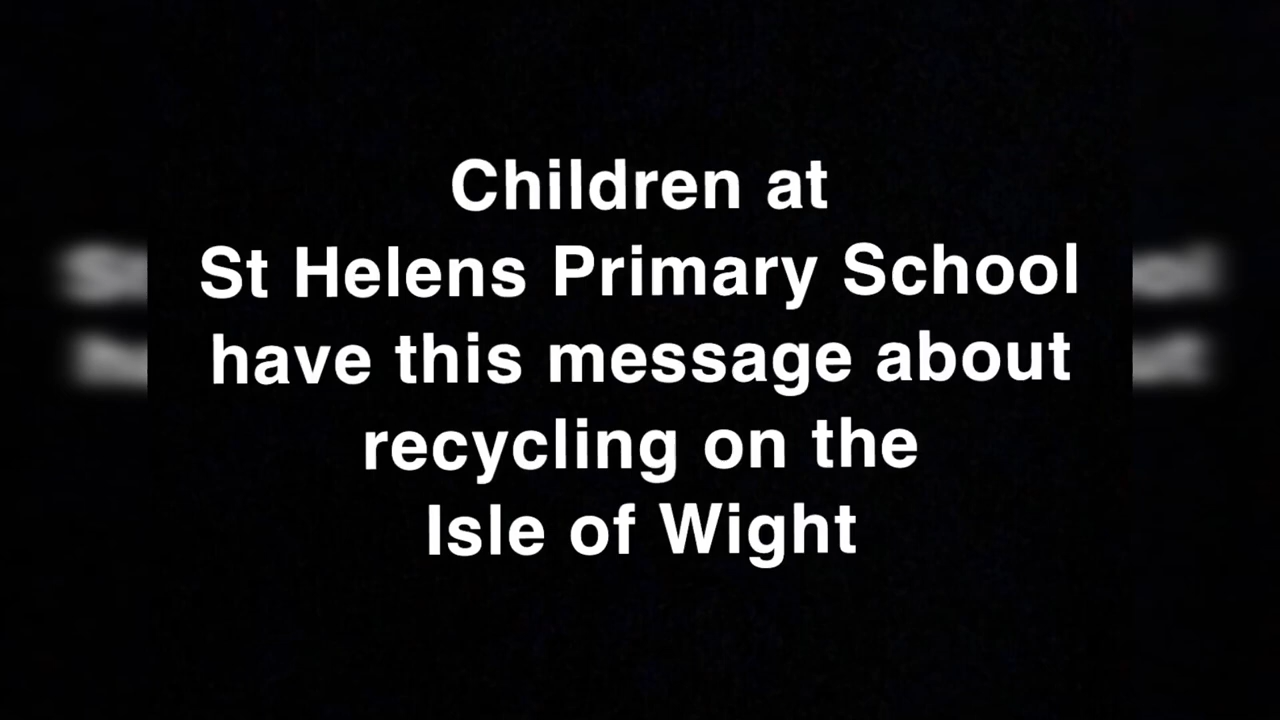 Children at
St Helens Primary School
have this message about
recycling on the
Isle of Wight